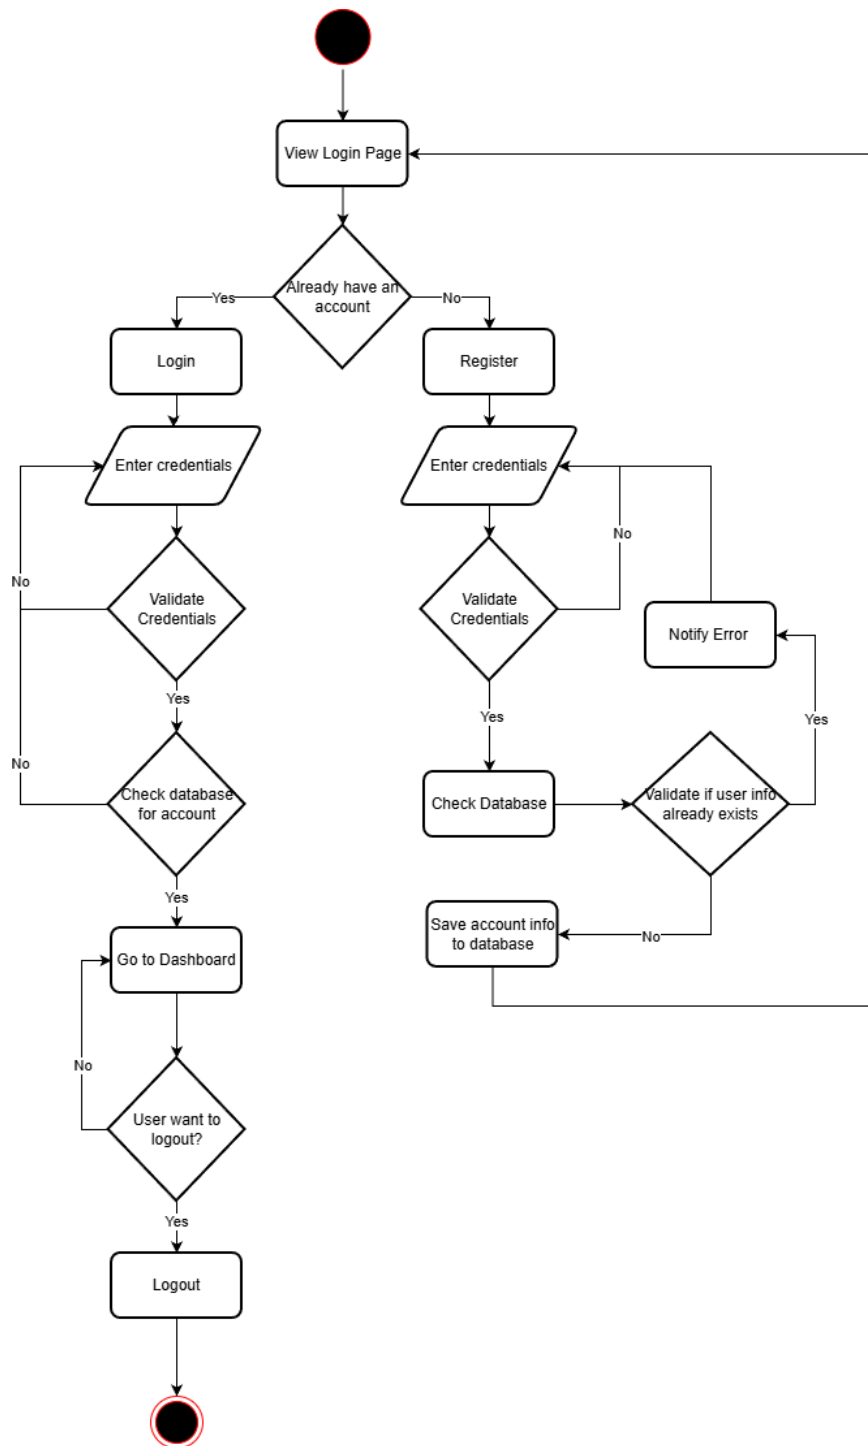 View Login Page
Already have an
account
Yes
No
Login
Register
Enter credentials
Enter credentials
No
No
Validate
Credentials
Validate
Credentials
Notify Error
Yes
Yes
Yes
No
Check database
for account
Check Database
Validate if user info
already exists
Yes
Save account info
to database
No
Go to Dashboard
No
User want to
logout?
Yes
Logout